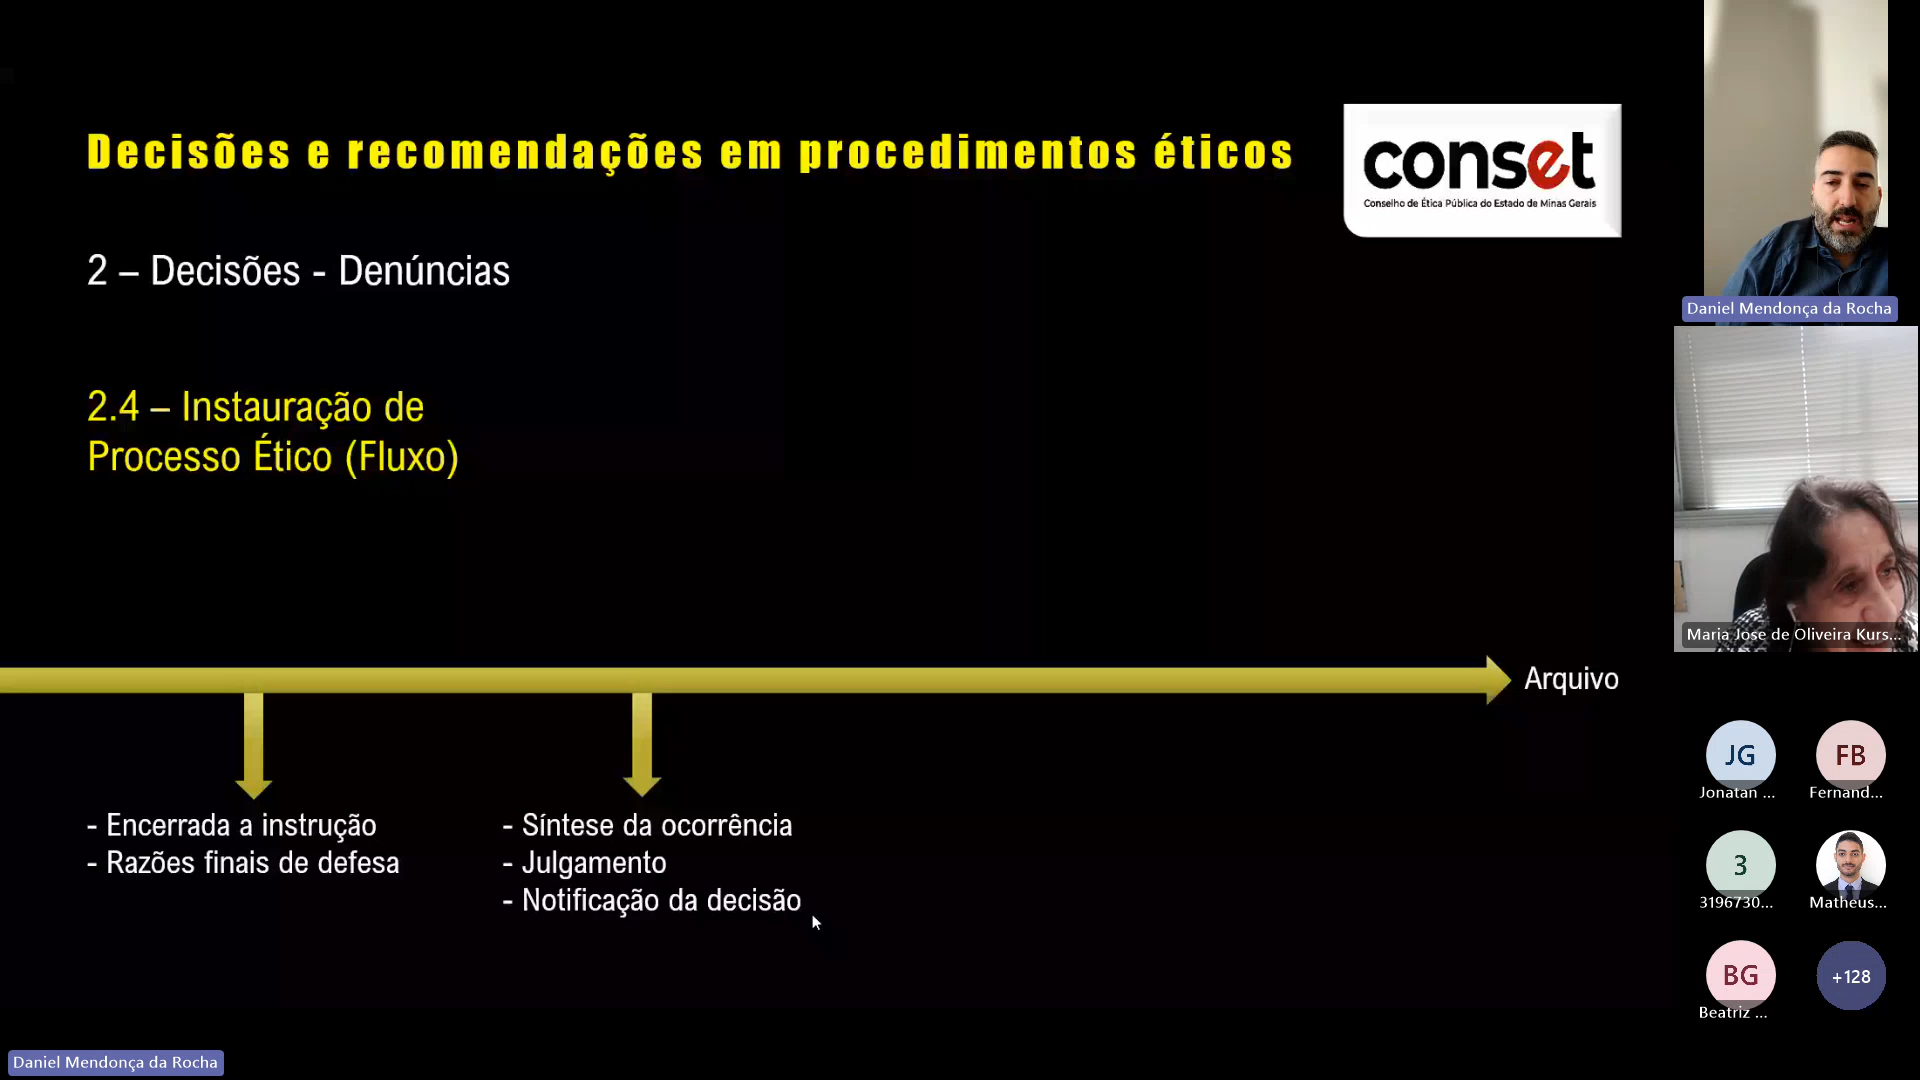 Decisões e recomendações em procedimentos éticos
conset
Conselho de Ética Pública do Estado de Minas Gerais
2 – Decisões - Denúncias
2.4 – Instauração de
Processo Ético (Fluxo)
Arquivo
- Encerrada a instrução
- Razões finais de defesa
- Síntese da ocorrência
- Julgamento
- Notificação da decisão
Daniel Mendonça da Rocha
Maria Jose de Oliveira Kurs...
JG
Jonatan ...
FB
Fernand...
3
3196730...
Matheus...
BG
Beatriz ...
+128
Daniel Mendonça da Rocha